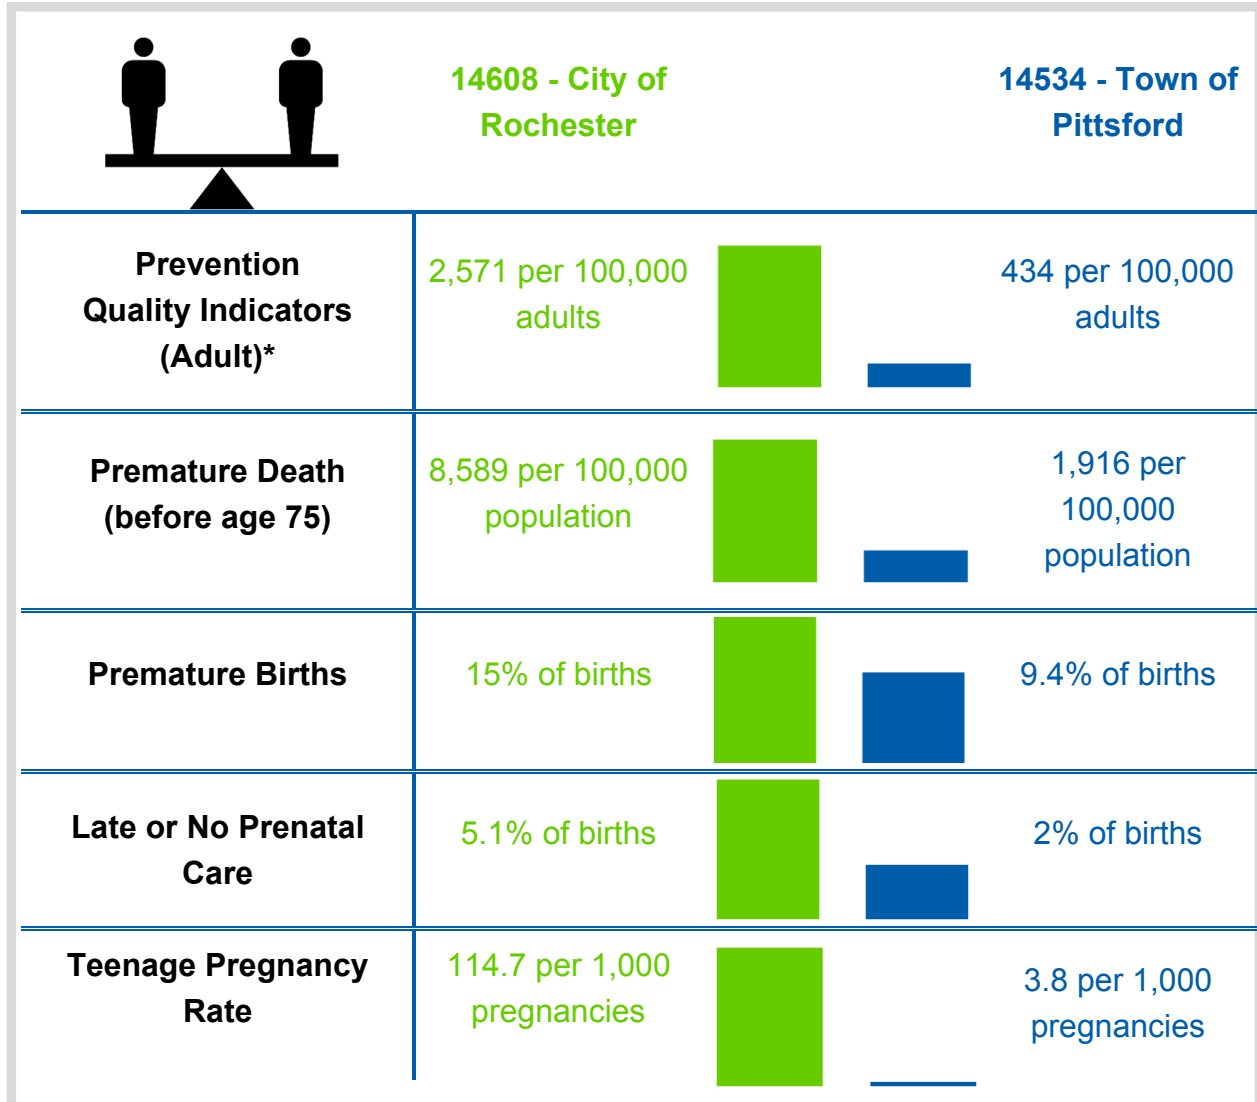 14608 - City of
Rochester
14534 - Town of
Pittsford
Prevention
Quality Indicators
(Adult)*
2,571 per 100,000
adults
434 per 100,000
adults
Premature Death
(before age 75)
8,589 per 100,000
population
1,916 per
100,000
population
Premature Births
15% of births
9.4% of births
Late or No Prenatal
Care
5.1% of births
2% of births
Teenage Pregnancy
Rate
114.7 per 1,000
pregnancies
3.8 per 1,000
pregnancies